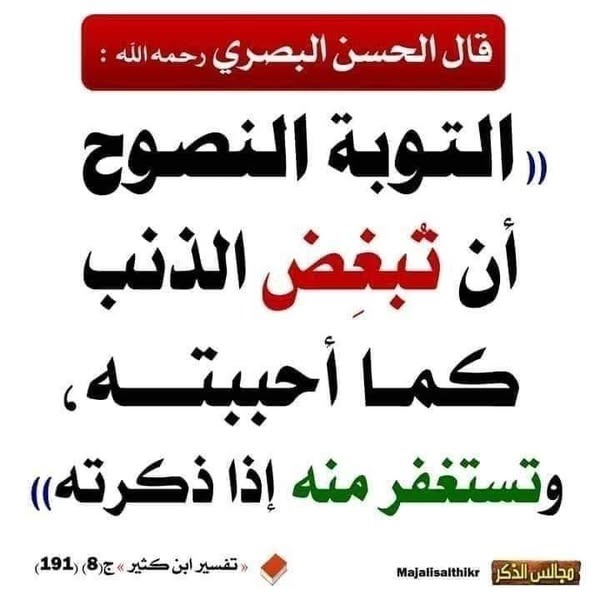 قال الحسن البصري رحمه الله :
(( التوبة النصوح
أن تُبغِض الذنب
كما أحببتـــه ،
وتستغفر منه إذا ذكرته ))
« تفسير ابن كثير » ج(8) (191)
Majalisalthikr مجالس الذكر